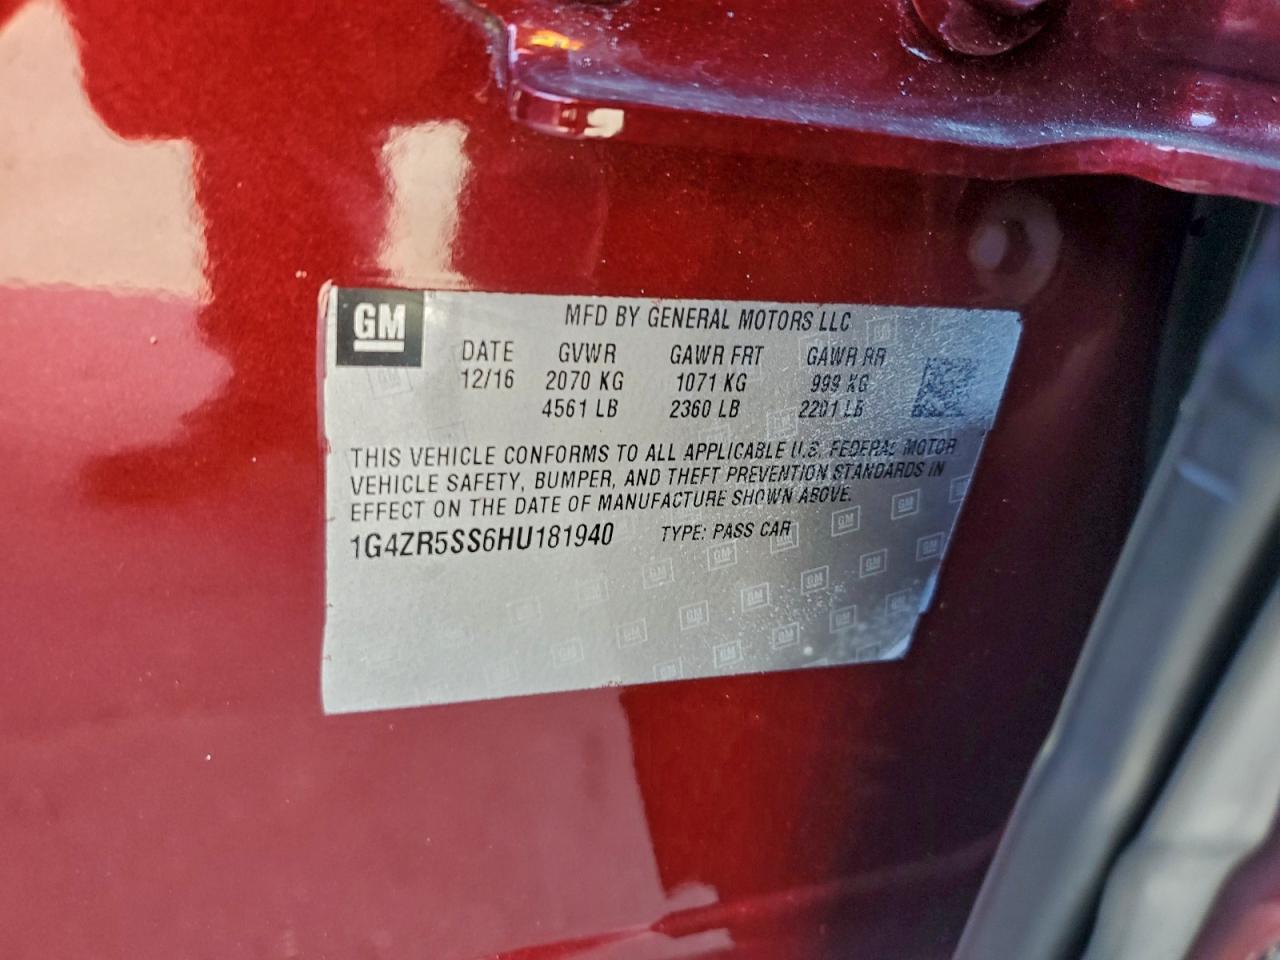 GM
MFD BY GENERAL MOTORS LLC
DATE GVWR GAWR FRT GAWR RR
12/16 2070 KG 1071 KG 999 KG
4561 LB 2360 LB 2201 LB
THIS VEHICLE CONFORMS TO ALL APPLICABLE U.S. FEDERAL MOTOR
VEHICLE SAFETY, BUMPER, AND THEFT PREVENTION STANDARDS IN
EFFECT ON THE DATE OF MANUFACTURE SHOWN ABOVE.
1G4ZR5SS6HU181940 TYPE: PASS CAR